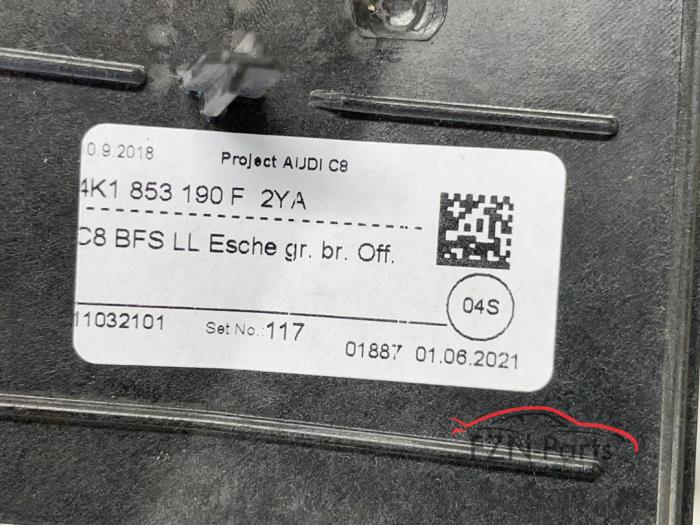 0.9.2018 Project AUDI C8
4K1 853 190 F 2YA
C8 BFS LL Esche gr. br. Off.
04S
11032101 Set No.:117
01887 01.06.2021
FZN-Parts